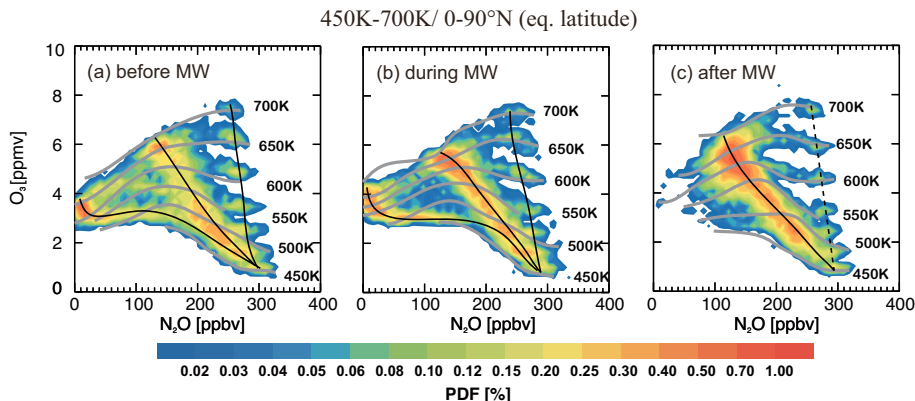 450K-700K/ 0-90°N (eq. latitude)
(a) before MW
(b) during MW
(c) after MW
10
8
6
4
2
0
O₃ [ppmv]
700K
650K
600K
550K
500K
450K
700K
650K
600K
550K
500K
450K
700K
650K
600K
550K
500K
450K
0 100 200 300 400
0 100 200 300 400
0 100 200 300 400
N₂O [ppbv]
N₂O [ppbv]
N₂O [ppbv]
0.02 0.04 0.05 0.06 0.08 0.10 0.12 0.15 0.20 0.25 0.30 0.40 0.50 0.70 1.00
PDF [%]